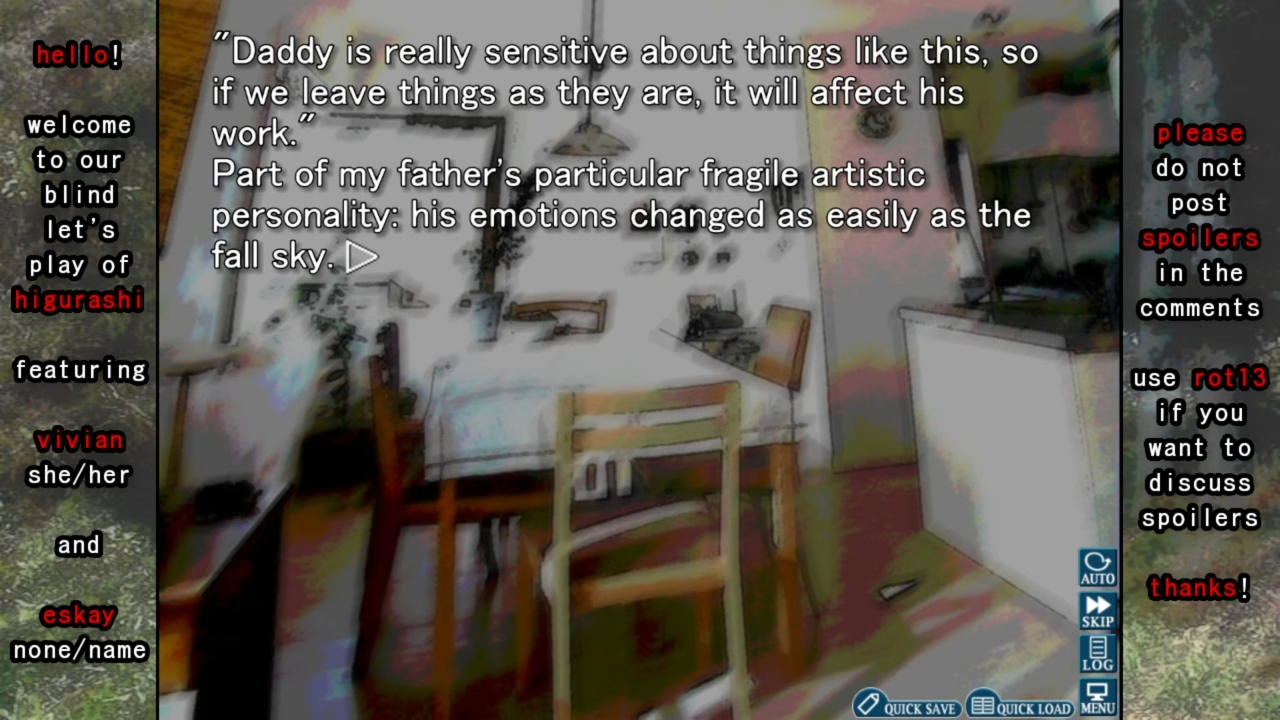 hello!
welcome
to our
blind
let's
play of
higurashi
featuring
vivian
she/her
and
eskay
none/name
"Daddy is really sensitive about things like this, so
if we leave things as they are, it will affect his
work."
Part of my father's particular fragile artistic
personality: his emotions changed as easily as the
fall sky.
please
do not
post
spoilers
in the
comments
use rot13
if you
want to
discuss
spoilers
thanks!
AUTO
SKIP
LOG
MENU
QUICK SAVE
QUICK LOAD